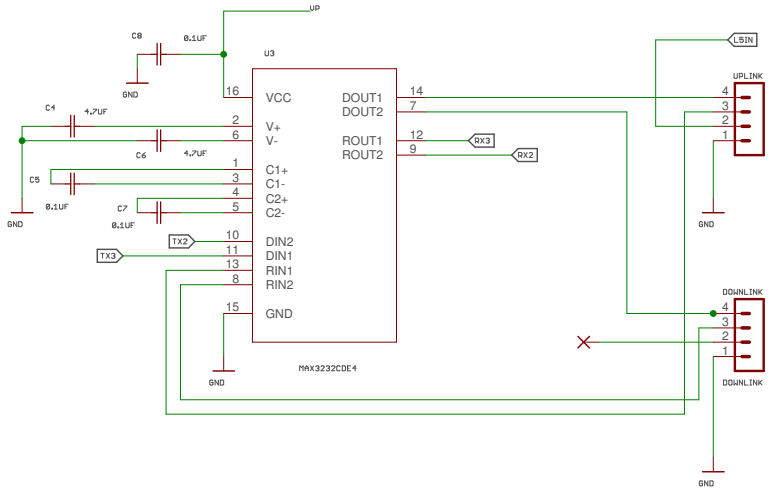 VP
C8
0.1UF
U3
L5IN
GND
UPLINK
16
VCC
DOUT1
14
4
C4
4.7UF
DOUT2
7
3
2
V+
2
6
V-
ROUT1
12
RX3
1
C6
4.7UF
ROUT2
9
RX2
1
C1+
C5
3
C1-
4
C2+
0.1UF
C7
5
C2-
GND
0.1UF
GND
TX2
10
DIN2
TX3
11
DIN1
13
RIN1
8
RIN2
DOWNLINK
15
GND
4
3
2
1
GND
MAX3232CDE4
DOWNLINK
GND